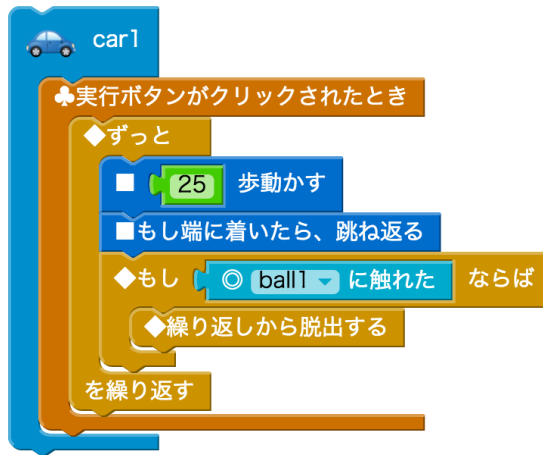 car1
♣実行ボタンがクリックされたとき
◆ずっと
■ 25 歩動かす
■もし端に着いたら、跳ね返る
◆もし ◎ ball1 に触れた ならば
◆繰り返しから脱出する
を繰り返す